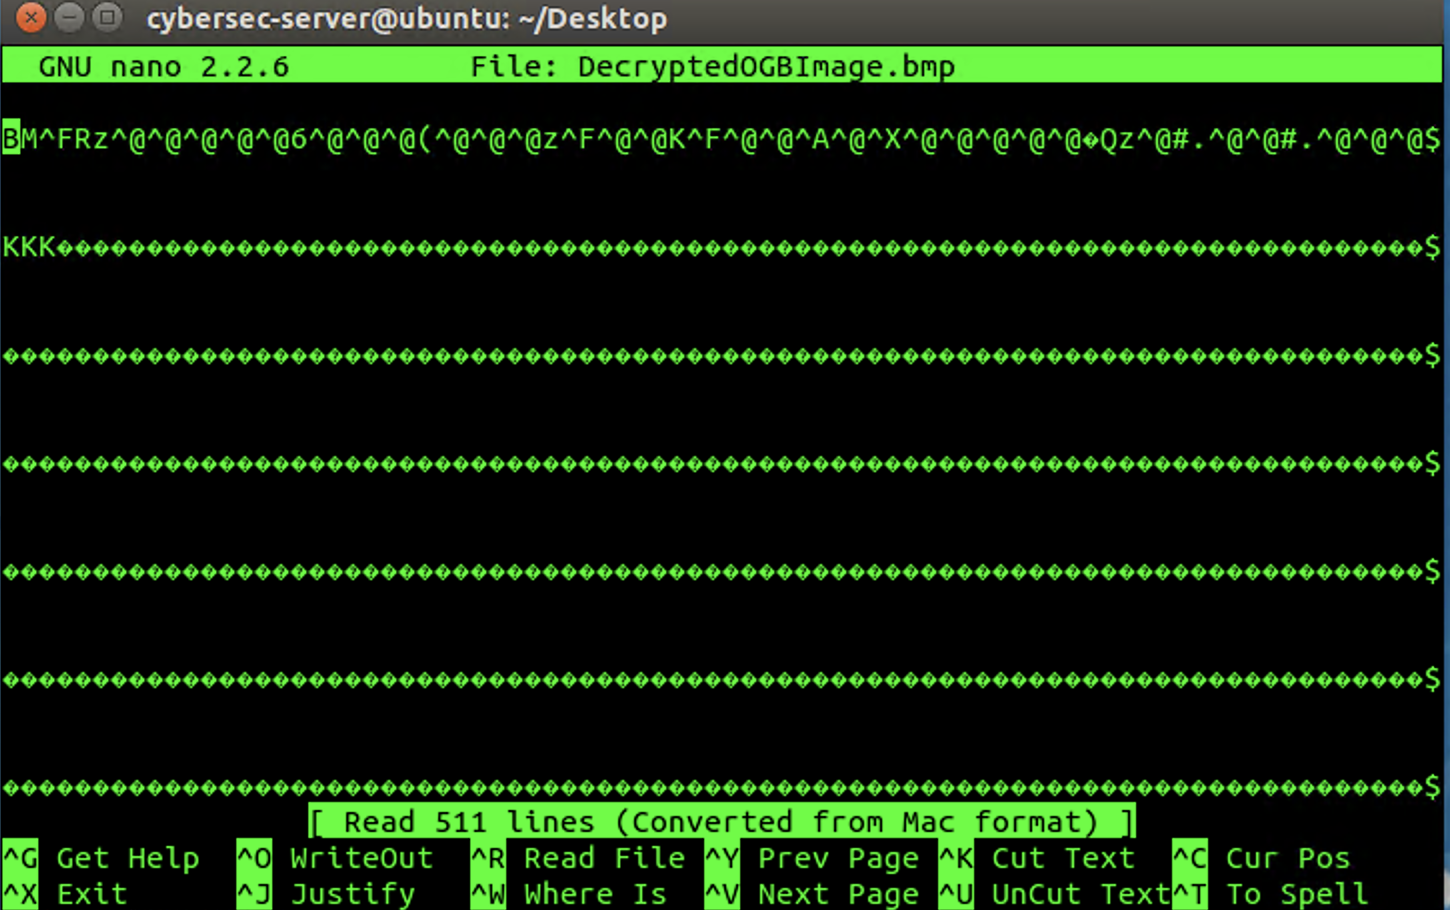 cybersec-server@ubuntu: ~/Desktop
GNU nano 2.2.6 File: DecryptedOGBImage.bmp
BM^FRz^@^@^@^@^@6^@^@^@(^@^@^@z^F^@^@K^F^@^@^A^@^X^@^@^@^@^@�Qz^@#.^@^@#.^@^@^@$
KKK����������������������������������������������������������������������������$
�������������������������������������������������������������������������������$
�������������������������������������������������������������������������������$
�������������������������������������������������������������������������������$
�������������������������������������������������������������������������������$
�������������������������������������������������������������������������������$
[ Read 511 lines (Converted from Mac format) ]
^G Get Help ^O WriteOut ^R Read File ^Y Prev Page ^K Cut Text ^C Cur Pos
^X Exit ^J Justify ^W Where Is ^V Next Page ^U UnCut Text ^T To Spell